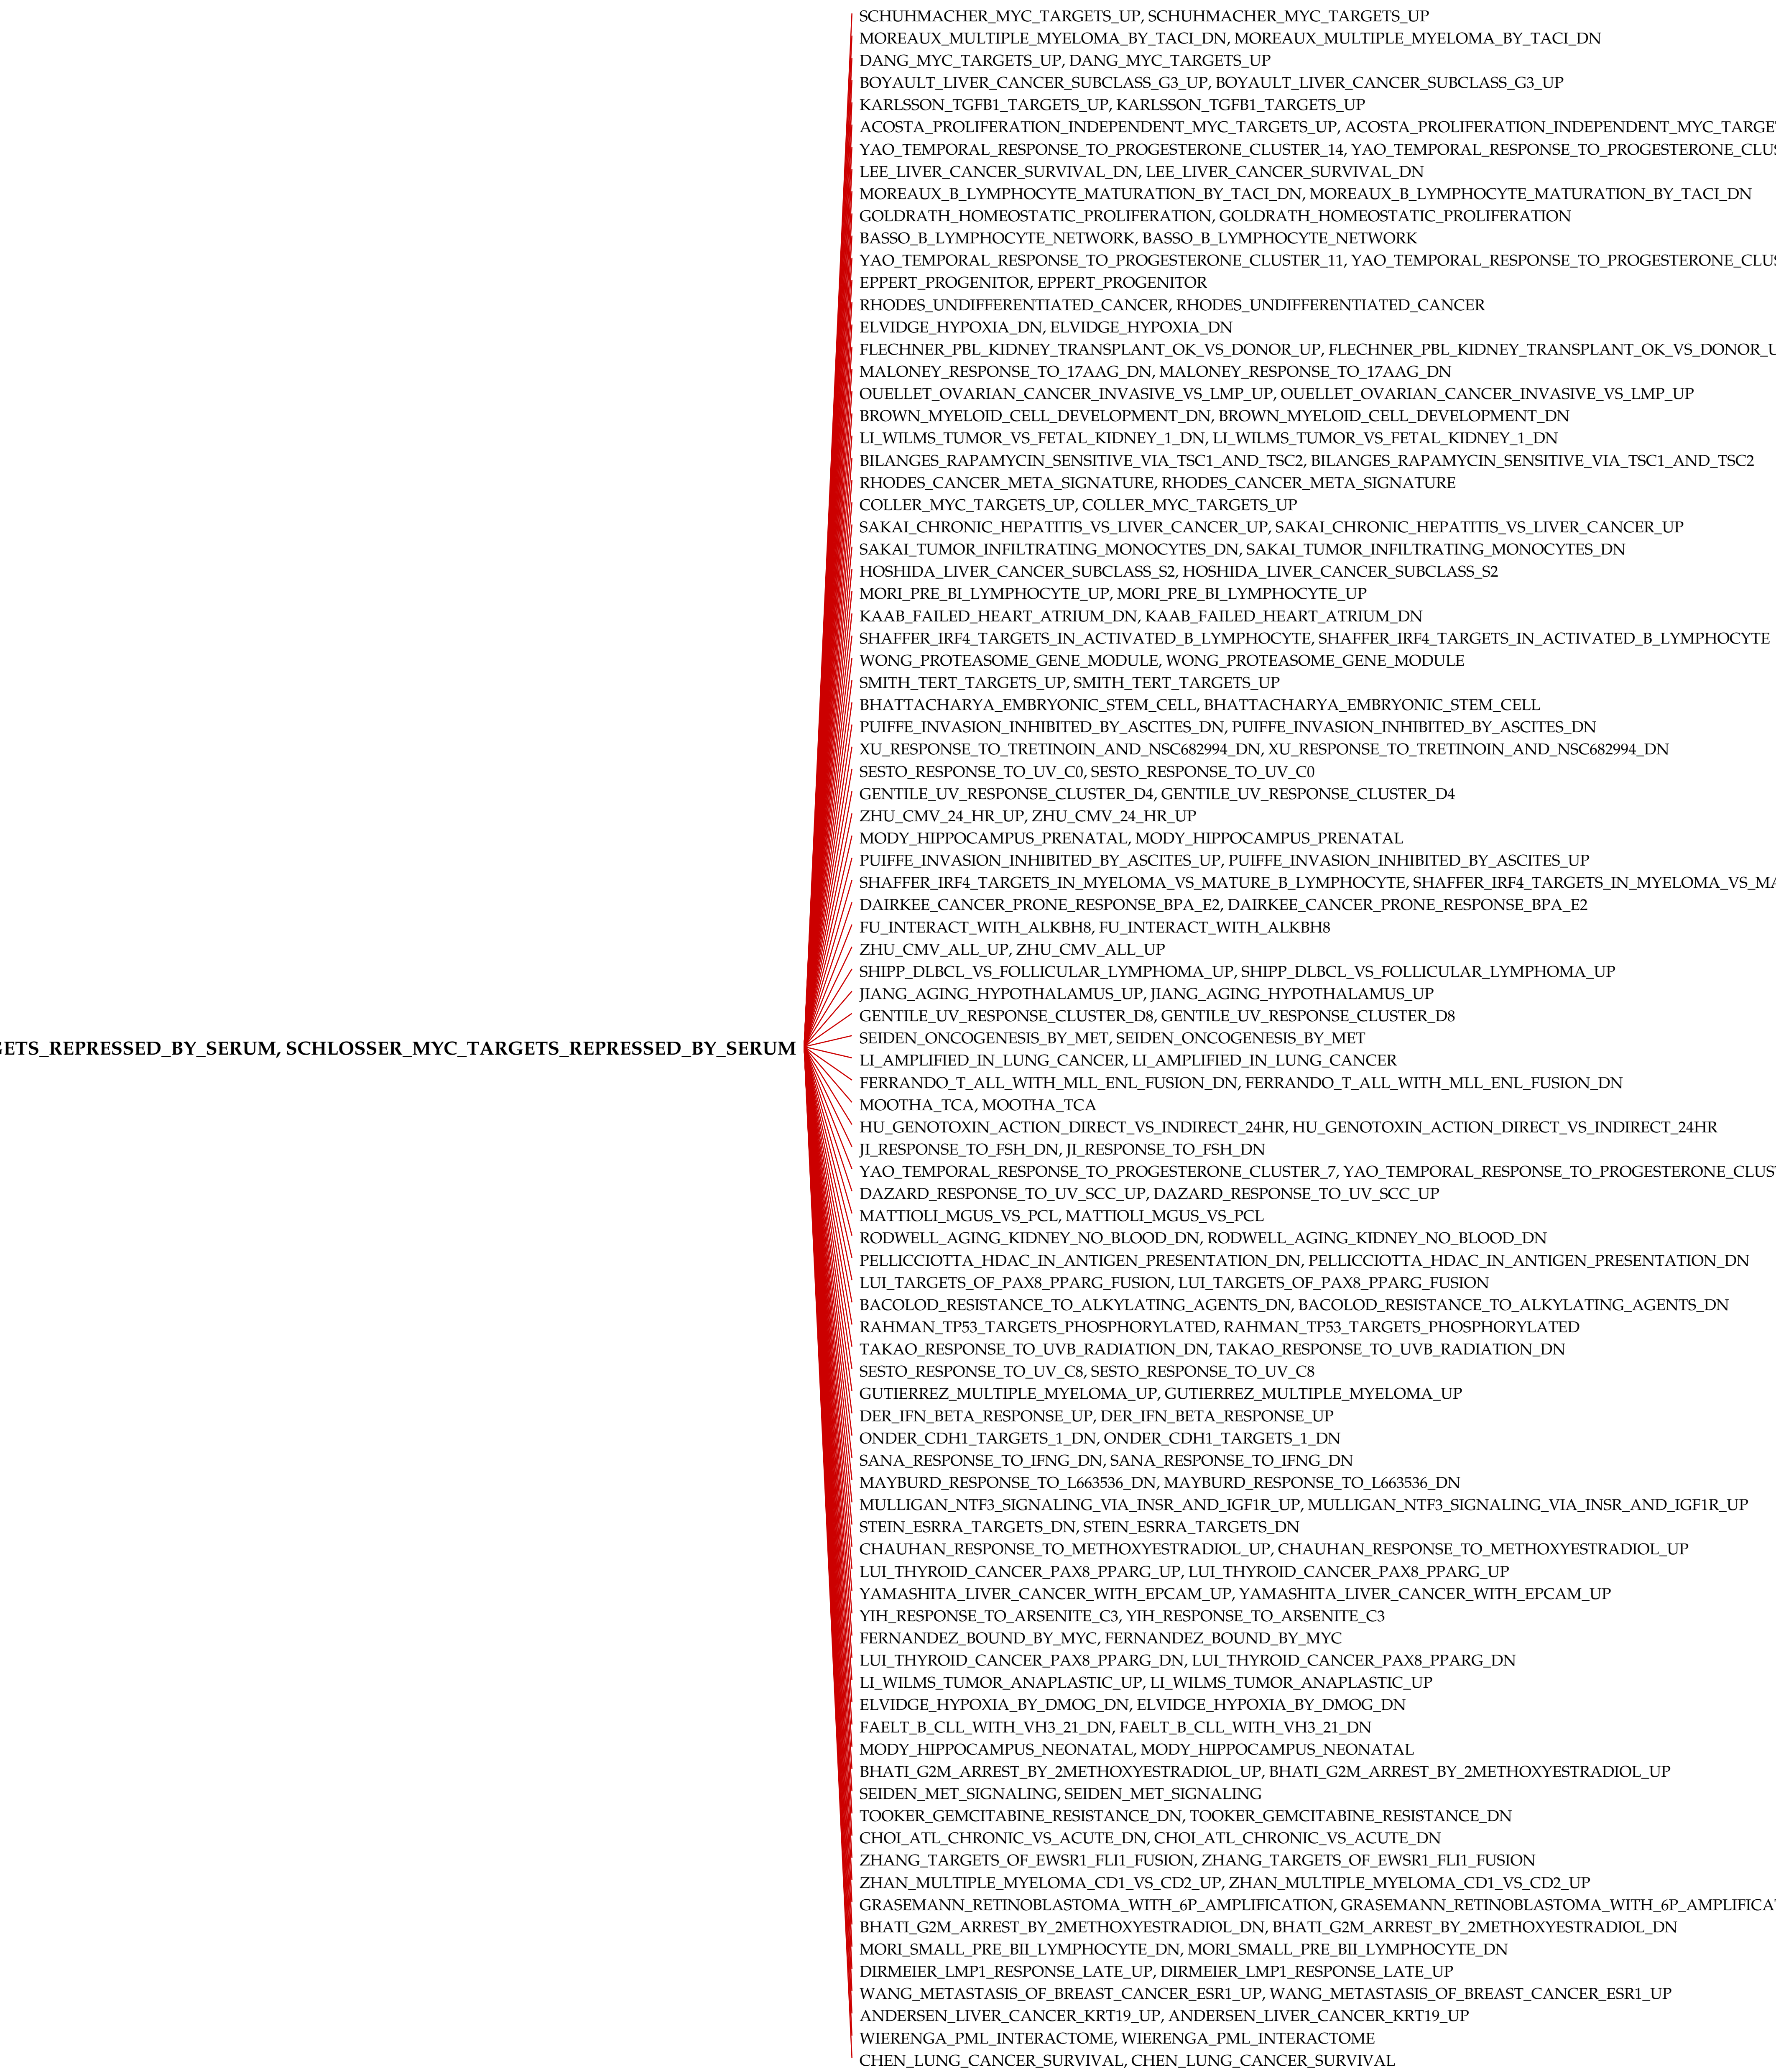 SCHUHMACHER_MYC_TARGETS_UP, SCHUHMACHER_MYC_TARGETS_UP
MOREAUX_MULTIPLE_MYELOMA_BY_TACI_DN, MOREAUX_MULTIPLE_MYELOMA_BY_TACI_DN
DANG_MYC_TARGETS_UP, DANG_MYC_TARGETS_UP
BOYAULT_LIVER_CANCER_SUBCLASS_G3_UP, BOYAULT_LIVER_CANCER_SUBCLASS_G3_UP
KARLSSON_TGFB1_TARGETS_UP, KARLSSON_TGFB1_TARGETS_UP
ACOSTA_PROLIFERATION_INDEPENDENT_MYC_TARGETS_UP, ACOSTA_PROLIFERATION_INDEPENDENT_MYC_TARGE
YAO_TEMPORAL_RESPONSE_TO_PROGESTERONE_CLUSTER_14, YAO_TEMPORAL_RESPONSE_TO_PROGESTERONE_CLUS
LEE_LIVER_CANCER_SURVIVAL_DN, LEE_LIVER_CANCER_SURVIVAL_DN
MOREAUX_B_LYMPHOCYTE_MATURATION_BY_TACI_DN, MOREAUX_B_LYMPHOCYTE_MATURATION_BY_TACI_DN
GOLDRATH_HOMEOSTATIC_PROLIFERATION, GOLDRATH_HOMEOSTATIC_PROLIFERATION
BASSO_B_LYMPHOCYTE_NETWORK, BASSO_B_LYMPHOCYTE_NETWORK
YAO_TEMPORAL_RESPONSE_TO_PROGESTERONE_CLUSTER_11, YAO_TEMPORAL_RESPONSE_TO_PROGESTERONE_CLUS
EPPERT_PROGENITOR, EPPERT_PROGENITOR
RHODES_UNDIFFERENTIATED_CANCER, RHODES_UNDIFFERENTIATED_CANCER
ELVIDGE_HYPOXIA_DN, ELVIDGE_HYPOXIA_DN
FLECHNER_PBL_KIDNEY_TRANSPLANT_OK_VS_DONOR_UP, FLECHNER_PBL_KIDNEY_TRANSPLANT_OK_VS_DONOR_U
MALONEY_RESPONSE_TO_17AAG_DN, MALONEY_RESPONSE_TO_17AAG_DN
OUELLET_OVARIAN_CANCER_INVASIVE_VS_LMP_UP, OUELLET_OVARIAN_CANCER_INVASIVE_VS_LMP_UP
BROWN_MYELOID_CELL_DEVELOPMENT_DN, BROWN_MYELOID_CELL_DEVELOPMENT_DN
LI_WILMS_TUMOR_VS_FETAL_KIDNEY_1_DN, LI_WILMS_TUMOR_VS_FETAL_KIDNEY_1_DN
BILANGES_RAPAMYCIN_SENSITIVE_VIA_TSC1_AND_TSC2, BILANGES_RAPAMYCIN_SENSITIVE_VIA_TSC1_AND_TSC2
RHODES_CANCER_META_SIGNATURE, RHODES_CANCER_META_SIGNATURE
COLLER_MYC_TARGETS_UP, COLLER_MYC_TARGETS_UP
SAKAI_CHRONIC_HEPATITIS_VS_LIVER_CANCER_UP, SAKAI_CHRONIC_HEPATITIS_VS_LIVER_CANCER_UP
SAKAI_TUMOR_INFILTRATING_MONOCYTES_DN, SAKAI_TUMOR_INFILTRATING_MONOCYTES_DN
HOSHIDA_LIVER_CANCER_SUBCLASS_S2, HOSHIDA_LIVER_CANCER_SUBCLASS_S2
MORI_PRE_BI_LYMPHOCYTE_UP, MORI_PRE_BI_LYMPHOCYTE_UP
KAAB_FAILED_HEART_ATRIUM_DN, KAAB_FAILED_HEART_ATRIUM_DN
SHAFFER_IRF4_TARGETS_IN_ACTIVATED_B_LYMPHOCYTE, SHAFFER_IRF4_TARGETS_IN_ACTIVATED_B_LYMPHOCYTE
WONG_PROTEASOME_GENE_MODULE, WONG_PROTEASOME_GENE_MODULE
SMITH_TERT_TARGETS_UP, SMITH_TERT_TARGETS_UP
BHATTACHARYA_EMBRYONIC_STEM_CELL, BHATTACHARYA_EMBRYONIC_STEM_CELL
PUIFFE_INVASION_INHIBITED_BY_ASCITES_DN, PUIFFE_INVASION_INHIBITED_BY_ASCITES_DN
XU_RESPONSE_TO_TRETINOIN_AND_NSC682994_DN, XU_RESPONSE_TO_TRETINOIN_AND_NSC682994_DN
SESTO_RESPONSE_TO_UV_C0, SESTO_RESPONSE_TO_UV_C0
GENTILE_UV_RESPONSE_CLUSTER_D4, GENTILE_UV_RESPONSE_CLUSTER_D4
ZHU_CMV_24_HR_UP, ZHU_CMV_24_HR_UP
MODY_HIPPOCAMPUS_PRENATAL, MODY_HIPPOCAMPUS_PRENATAL
PUIFFE_INVASION_INHIBITED_BY_ASCITES_UP, PUIFFE_INVASION_INHIBITED_BY_ASCITES_UP
SHAFFER_IRF4_TARGETS_IN_MYELOMA_VS_MATURE_B_LYMPHOCYTE, SHAFFER_IRF4_TARGETS_IN_MYELOMA_VS_MA
DAIRKEE_CANCER_PRONE_RESPONSE_BPA_E2, DAIRKEE_CANCER_PRONE_RESPONSE_BPA_E2
FU_INTERACT_WITH_ALKBH8, FU_INTERACT_WITH_ALKBH8
ZHU_CMV_ALL_UP, ZHU_CMV_ALL_UP
SHIPP_DLBCL_VS_FOLLICULAR_LYMPHOMA_UP, SHIPP_DLBCL_VS_FOLLICULAR_LYMPHOMA_UP
JIANG_AGING_HYPOTHALAMUS_UP, JIANG_AGING_HYPOTHALAMUS_UP
GENTILE_UV_RESPONSE_CLUSTER_D8, GENTILE_UV_RESPONSE_CLUSTER_D8
SEIDEN_ONCOGENESIS_BY_MET, SEIDEN_ONCOGENESIS_BY_MET
GETS_REPRESSED_BY_SERUM, SCHLOSSER_MYC_TARGETS_REPRESSED_BY_SERUM
LI_AMPLIFIED_IN_LUNG_CANCER, LI_AMPLIFIED_IN_LUNG_CANCER
FERRANDO_T_ALL_WITH_MLL_ENL_FUSION_DN, FERRANDO_T_ALL_WITH_MLL_ENL_FUSION_DN
MOOTHA_TCA, MOOTHA_TCA
HU_GENOTOXIN_ACTION_DIRECT_VS_INDIRECT_24HR, HU_GENOTOXIN_ACTION_DIRECT_VS_INDIRECT_24HR
JI_RESPONSE_TO_FSH_DN, JI_RESPONSE_TO_FSH_DN
YAO_TEMPORAL_RESPONSE_TO_PROGESTERONE_CLUSTER_7, YAO_TEMPORAL_RESPONSE_TO_PROGESTERONE_CLUST
DAZARD_RESPONSE_TO_UV_SCC_UP, DAZARD_RESPONSE_TO_UV_SCC_UP
MATTIOLI_MGUS_VS_PCL, MATTIOLI_MGUS_VS_PCL
RODWELL_AGING_KIDNEY_NO_BLOOD_DN, RODWELL_AGING_KIDNEY_NO_BLOOD_DN
PELLICCIOTTA_HDAC_IN_ANTIGEN_PRESENTATION_DN, PELLICCIOTTA_HDAC_IN_ANTIGEN_PRESENTATION_DN
LUI_TARGETS_OF_PAX8_PPARG_FUSION, LUI_TARGETS_OF_PAX8_PPARG_FUSION
BACOLOD_RESISTANCE_TO_ALKYLATING_AGENTS_DN, BACOLOD_RESISTANCE_TO_ALKYLATING_AGENTS_DN
RAHMAN_TP53_TARGETS_PHOSPHORYLATED, RAHMAN_TP53_TARGETS_PHOSPHORYLATED
TAKAO_RESPONSE_TO_UVB_RADIATION_DN, TAKAO_RESPONSE_TO_UVB_RADIATION_DN
SESTO_RESPONSE_TO_UV_C8, SESTO_RESPONSE_TO_UV_C8
GUTIERREZ_MULTIPLE_MYELOMA_UP, GUTIERREZ_MULTIPLE_MYELOMA_UP
DER_IFN_BETA_RESPONSE_UP, DER_IFN_BETA_RESPONSE_UP
ONDER_CDH1_TARGETS_1_DN, ONDER_CDH1_TARGETS_1_DN
SANA_RESPONSE_TO_IFNG_DN, SANA_RESPONSE_TO_IFNG_DN
MAYBURD_RESPONSE_TO_L663536_DN, MAYBURD_RESPONSE_TO_L663536_DN
MULLIGAN_NTF3_SIGNALING_VIA_INSR_AND_IGF1R_UP, MULLIGAN_NTF3_SIGNALING_VIA_INSR_AND_IGF1R_UP
STEIN_ESRRA_TARGETS_DN, STEIN_ESRRA_TARGETS_DN
CHAUHAN_RESPONSE_TO_METHOXYESTRADIOL_UP, CHAUHAN_RESPONSE_TO_METHOXYESTRADIOL_UP
LUI_THYROID_CANCER_PAX8_PPARG_UP, LUI_THYROID_CANCER_PAX8_PPARG_UP
YAMASHITA_LIVER_CANCER_WITH_EPCAM_UP, YAMASHITA_LIVER_CANCER_WITH_EPCAM_UP
YIH_RESPONSE_TO_ARSENITE_C3, YIH_RESPONSE_TO_ARSENITE_C3
FERNANDEZ_BOUND_BY_MYC, FERNANDEZ_BOUND_BY_MYC
LUI_THYROID_CANCER_PAX8_PPARG_DN, LUI_THYROID_CANCER_PAX8_PPARG_DN
LI_WILMS_TUMOR_ANAPLASTIC_UP, LI_WILMS_TUMOR_ANAPLASTIC_UP
ELVIDGE_HYPOXIA_BY_DMOG_DN, ELVIDGE_HYPOXIA_BY_DMOG_DN
FAELT_B_CLL_WITH_VH3_21_DN, FAELT_B_CLL_WITH_VH3_21_DN
MODY_HIPPOCAMPUS_NEONATAL, MODY_HIPPOCAMPUS_NEONATAL
BHATI_G2M_ARREST_BY_2METHOXYESTRADIOL_UP, BHATI_G2M_ARREST_BY_2METHOXYESTRADIOL_UP
SEIDEN_MET_SIGNALING, SEIDEN_MET_SIGNALING
TOOKER_GEMCITABINE_RESISTANCE_DN, TOOKER_GEMCITABINE_RESISTANCE_DN
CHOI_ATL_CHRONIC_VS_ACUTE_DN, CHOI_ATL_CHRONIC_VS_ACUTE_DN
ZHANG_TARGETS_OF_EWSR1_FLI1_FUSION, ZHANG_TARGETS_OF_EWSR1_FLI1_FUSION
ZHAN_MULTIPLE_MYELOMA_CD1_VS_CD2_UP, ZHAN_MULTIPLE_MYELOMA_CD1_VS_CD2_UP
GRASEMANN_RETINOBLASTOMA_WITH_6P_AMPLIFICATION, GRASEMANN_RETINOBLASTOMA_WITH_6P_AMPLIFICAT
BHATI_G2M_ARREST_BY_2METHOXYESTRADIOL_DN, BHATI_G2M_ARREST_BY_2METHOXYESTRADIOL_DN
MORI_SMALL_PRE_BII_LYMPHOCYTE_DN, MORI_SMALL_PRE_BII_LYMPHOCYTE_DN
DIRMEIER_LMP1_RESPONSE_LATE_UP, DIRMEIER_LMP1_RESPONSE_LATE_UP
WANG_METASTASIS_OF_BREAST_CANCER_ESR1_UP, WANG_METASTASIS_OF_BREAST_CANCER_ESR1_UP
ANDERSEN_LIVER_CANCER_KRT19_UP, ANDERSEN_LIVER_CANCER_KRT19_UP
WIERENGA_PML_INTERACTOME, WIERENGA_PML_INTERACTOME
CHEN_LUNG_CANCER_SURVIVAL, CHEN_LUNG_CANCER_SURVIVAL